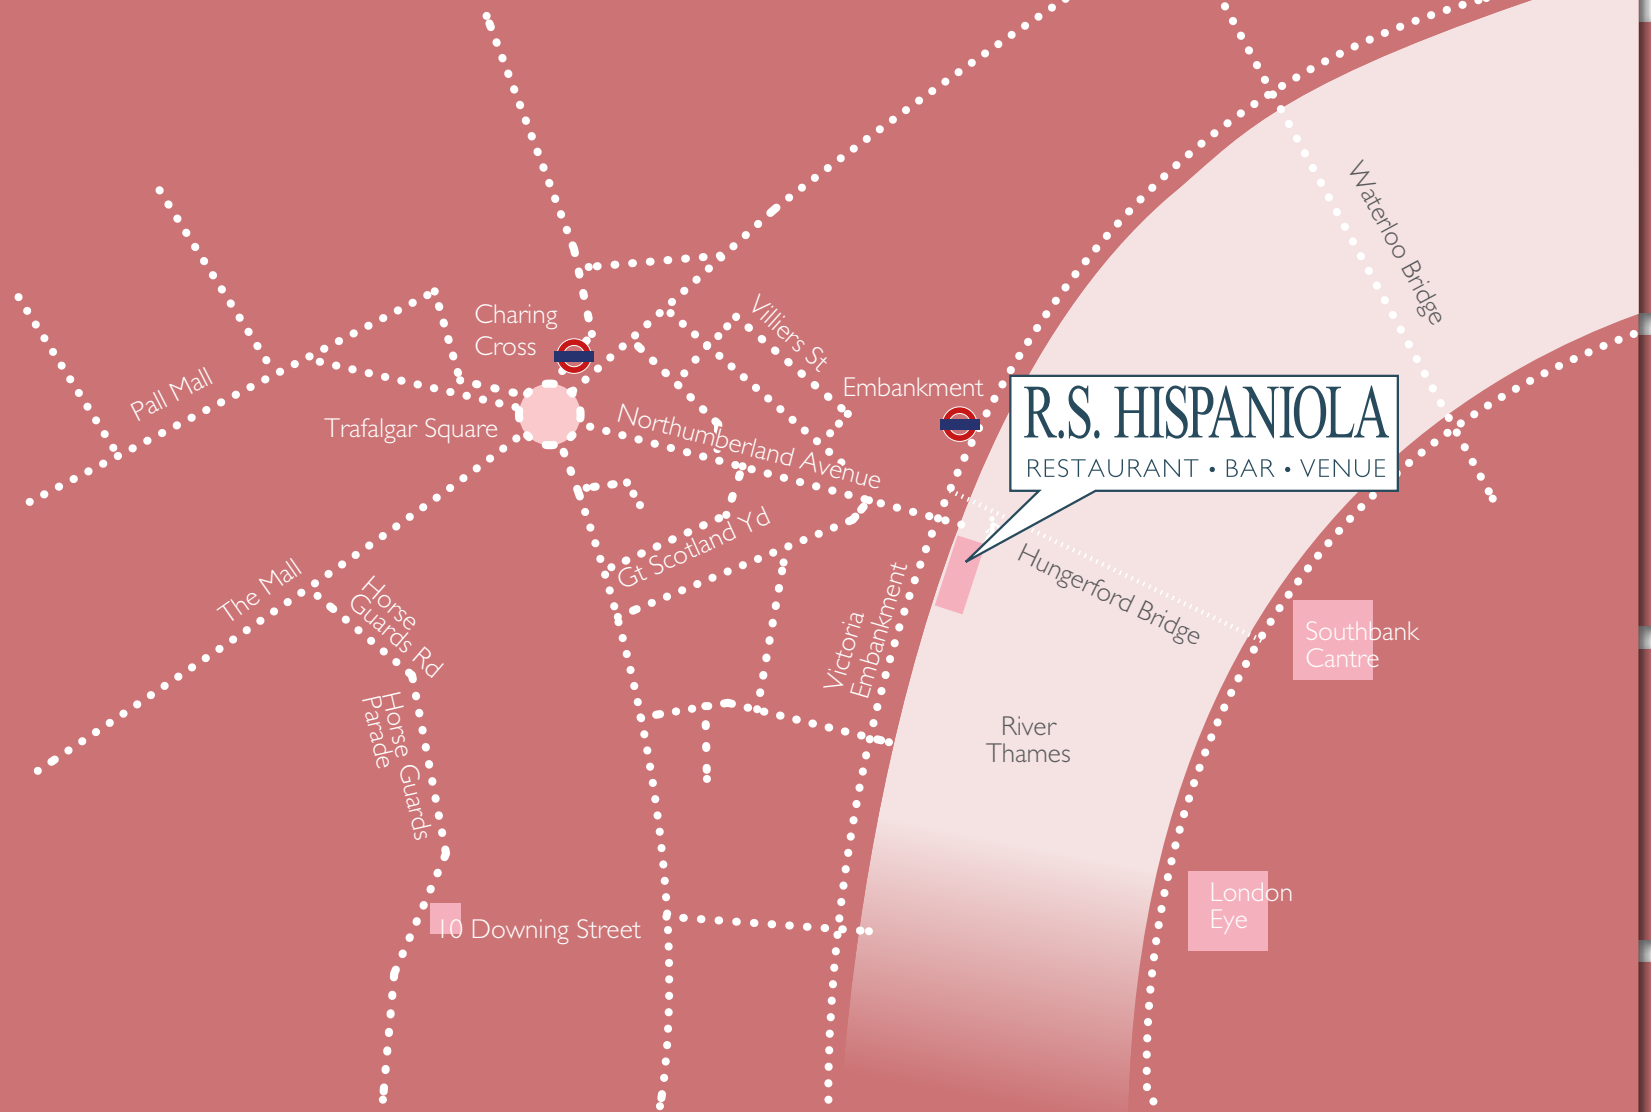 Waterloo Bridge
Charing
Cross
Villiers St
Pall Mall
Embankment
R.S. HISPANIOLA
RESTAURANT • BAR • VENUE
Trafalgar Square
Northumberland Avenue
Gt Scotland Yd
The Mall
Horse
Guards Rd
Hungerford Bridge
Victoria
Embankment
Southbank
Cantre
Horse Guards
Parade
River
Thames
London
Eye
10 Downing Street